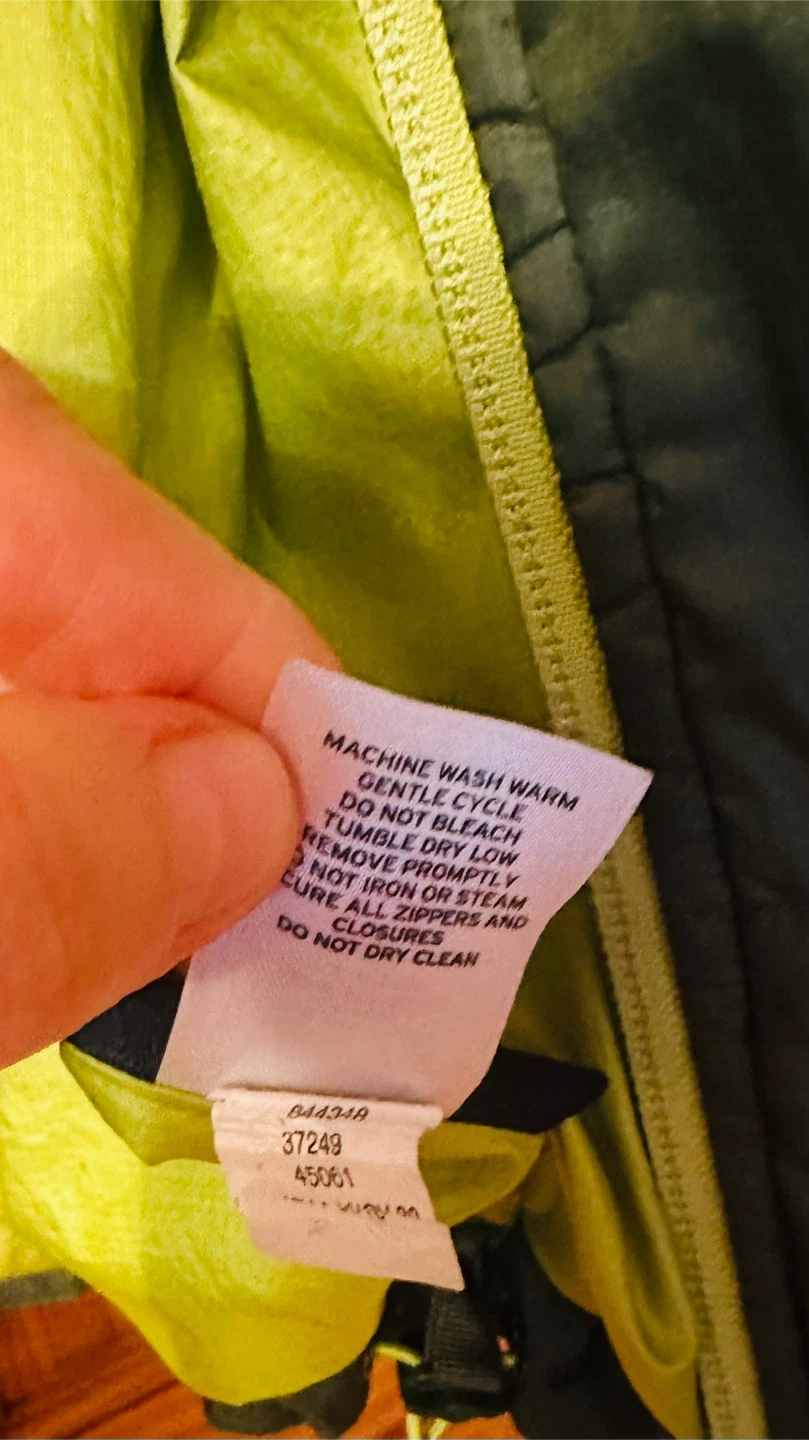 MACHINE WASH WARM
GENTLE CYCLE
DO NOT BLEACH
TUMBLE DRY LOW
REMOVE PROMPTLY
NOT IRON OR STEAM
CURE ALL ZIPPERS AND
CLOSURES
DO NOT DRY CLEAN
37249
45061